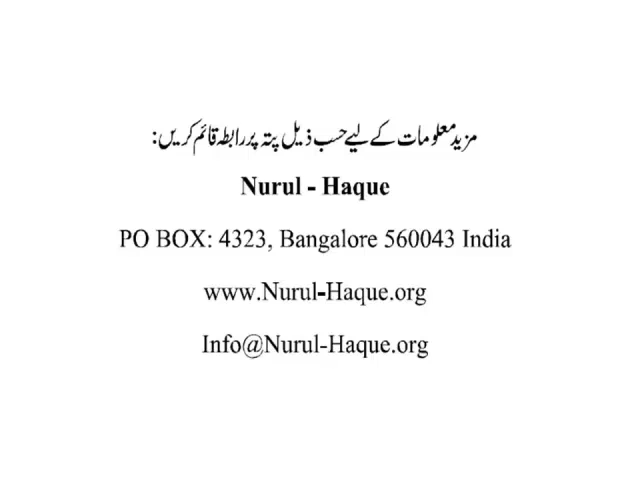 مزید معلومات کے لیے حسب ذیل پتہ پر رابطہ قائم کریں:
Nurul - Haque
PO BOX: 4323, Bangalore 560043 India
www.Nurul-Haque.org
Info@Nurul-Haque.org